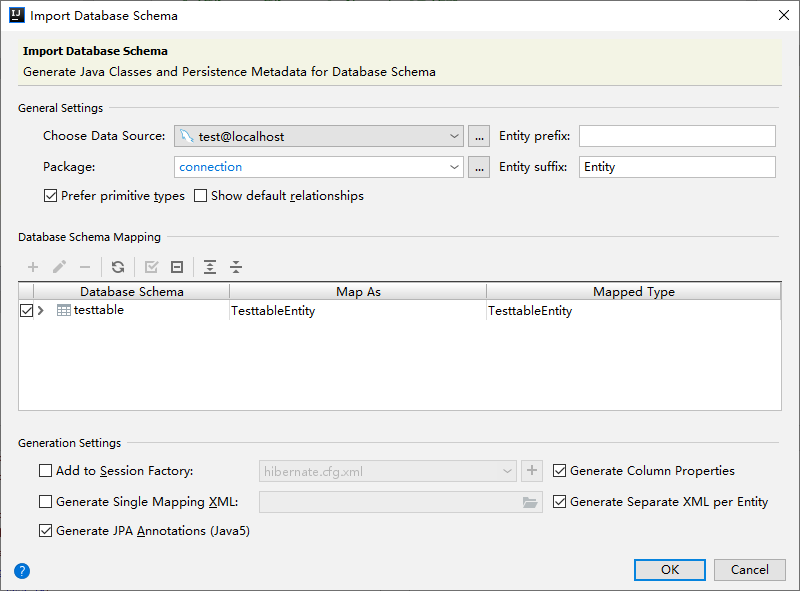 Import Database Schema
Import Database Schema
Generate Java Classes and Persistence Metadata for Database Schema
General Settings
Choose Data Source: test@localhost ... Entity prefix:
Package: connection ... Entity suffix: Entity
Prefer primitive types Show default relationships
Database Schema Mapping
Database Schema Map As Mapped Type
testtable TesttableEntity TesttableEntity
Generation Settings
Add to Session Factory: hibernate.cfg.xml Generate Column Properties
Generate Single Mapping XML: Generate Separate XML per Entity
Generate JPA Annotations (Java5)
? OK Cancel